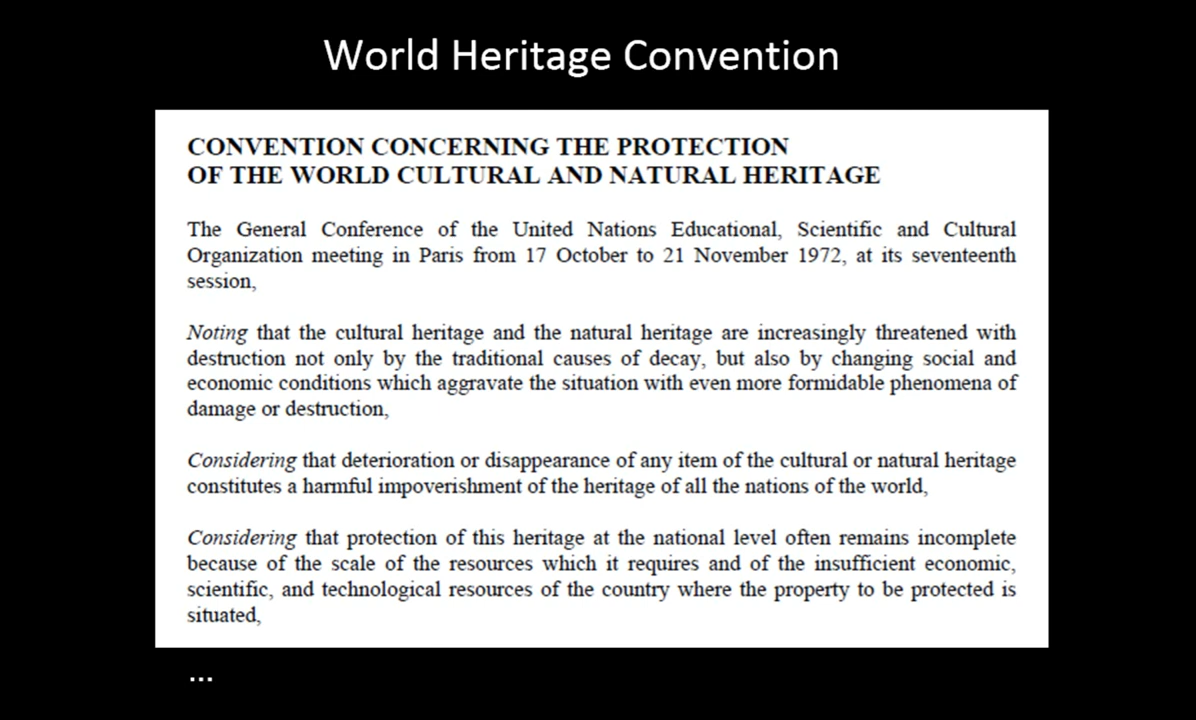 World Heritage Convention
CONVENTION CONCERNING THE PROTECTION
OF THE WORLD CULTURAL AND NATURAL HERITAGE
The General Conference of the United Nations Educational, Scientific and Cultural
Organization meeting in Paris from 17 October to 21 November 1972, at its seventeenth
session,
Noting that the cultural heritage and the natural heritage are increasingly threatened with
destruction not only by the traditional causes of decay, but also by changing social and
economic conditions which aggravate the situation with even more formidable phenomena of
damage or destruction,
Considering that deterioration or disappearance of any item of the cultural or natural heritage
constitutes a harmful impoverishment of the heritage of all the nations of the world,
Considering that protection of this heritage at the national level often remains incomplete
because of the scale of the resources which it requires and of the insufficient economic,
scientific, and technological resources of the country where the property to be protected is
situated,
...